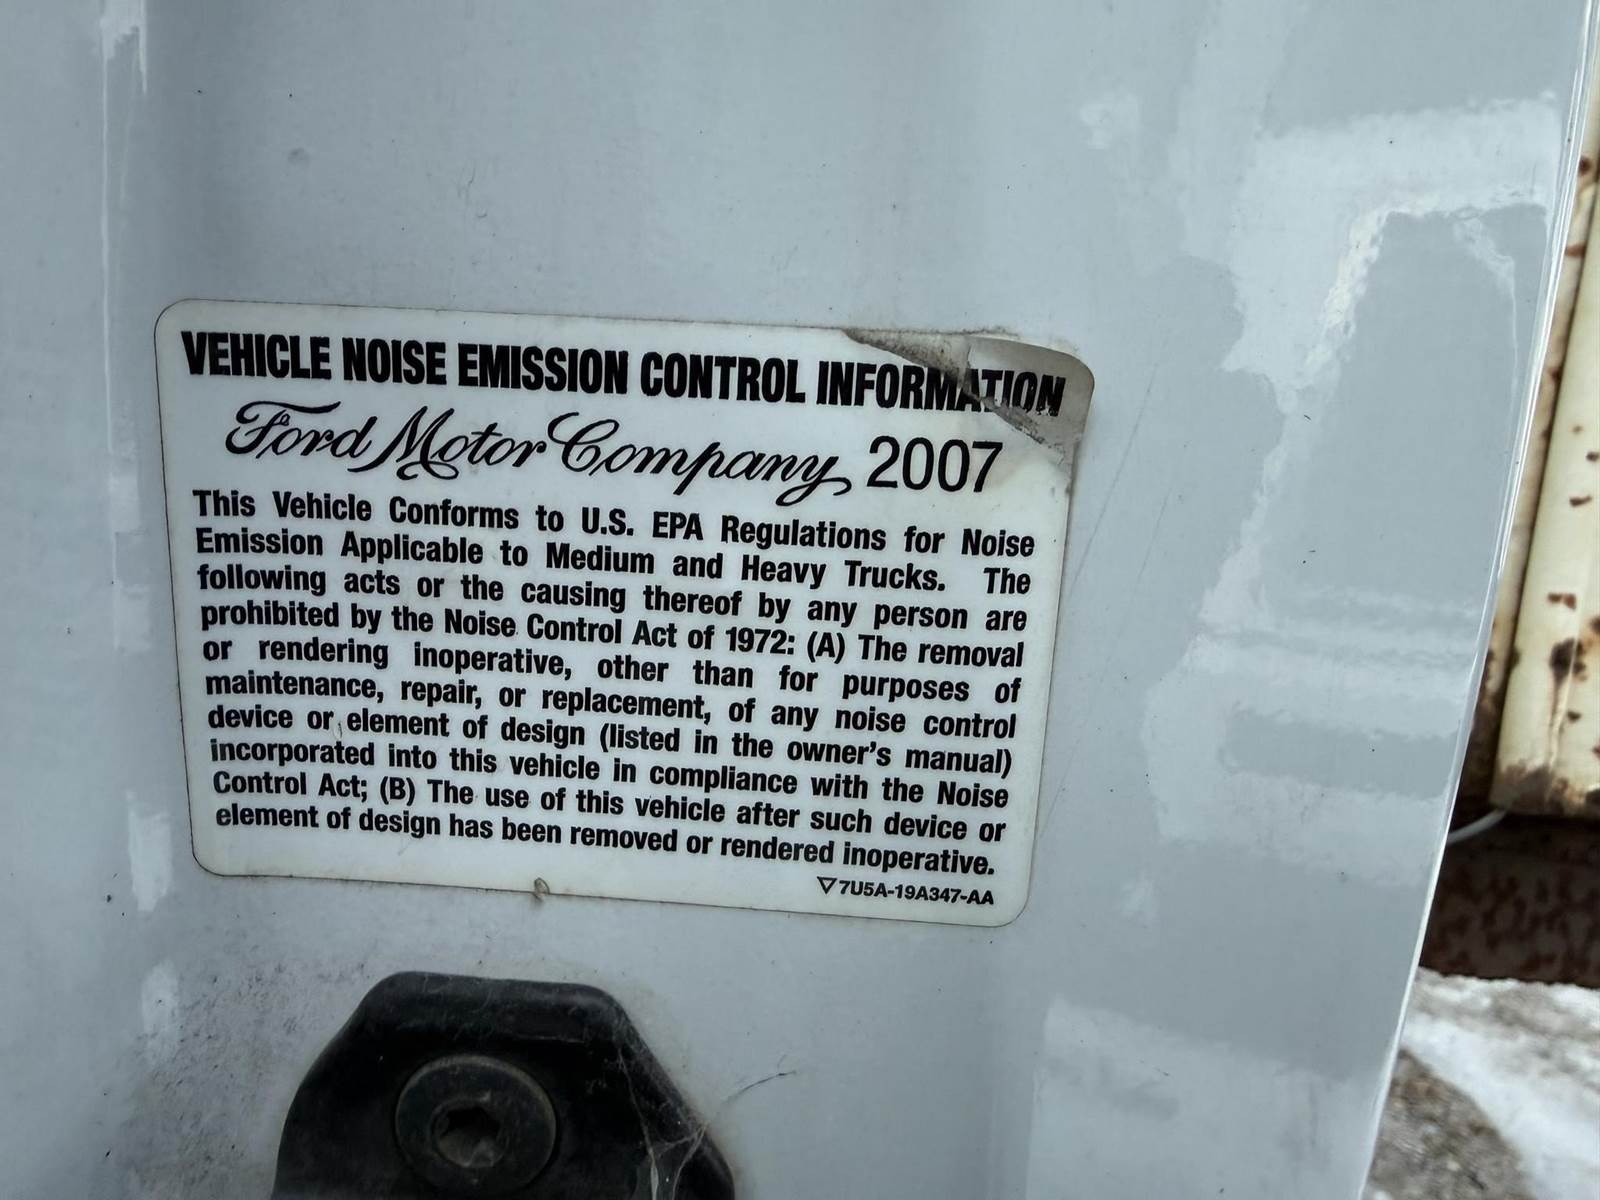 VEHICLE NOISE EMISSION CONTROL INFORMATION
Ford Motor Company, 2007
This Vehicle Conforms to U.S. EPA Regulations for Noise
Emission Applicable to Medium and Heavy Trucks. The
following acts or the causing thereof by any person are
prohibited by the Noise Control Act of 1972: (A) The removal
or rendering inoperative, other than for purposes of
maintenance, repair, or replacement, of any noise control
device or element of design (listed in the owner's manual)
incorporated into this vehicle in compliance with the Noise
Control Act; (B) The use of this vehicle after such device or
element of design has been removed or rendered inoperative.
▽7U5A-19A347-AA